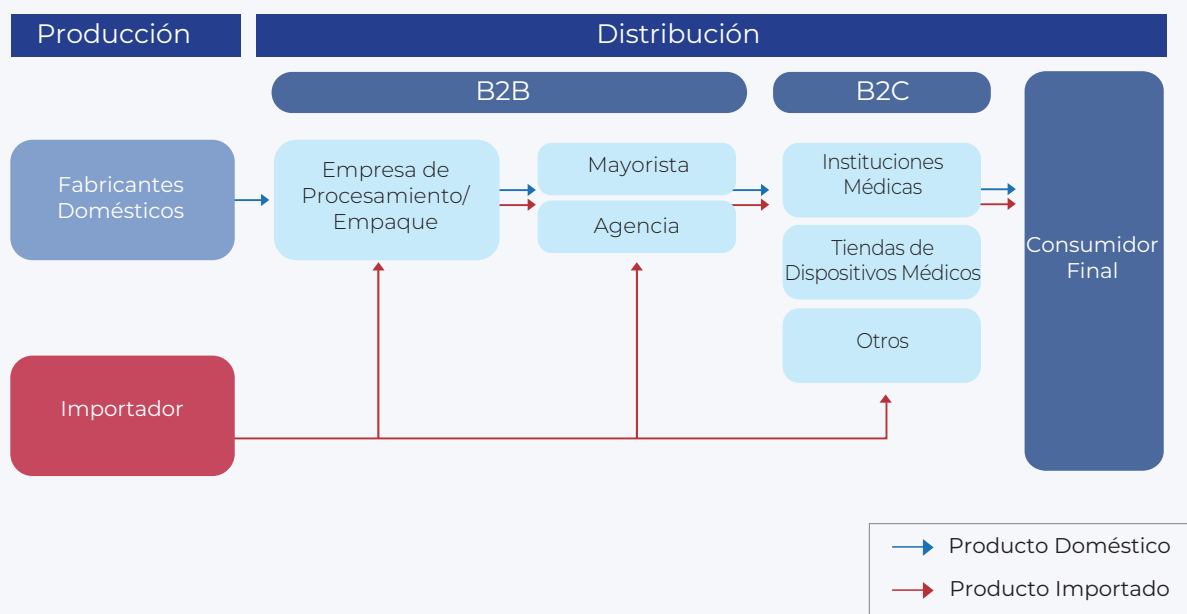 Producción
Distribución
B2B
B2C
Fabricantes
Domésticos
Empresa de
Procesamiento/
Empaque
Mayorista
Agencia
Instituciones
Médicas
Tiendas de
Dispositivos Médicos
Otros
Consumidor
Final
Importador
Producto Doméstico
Producto Importado